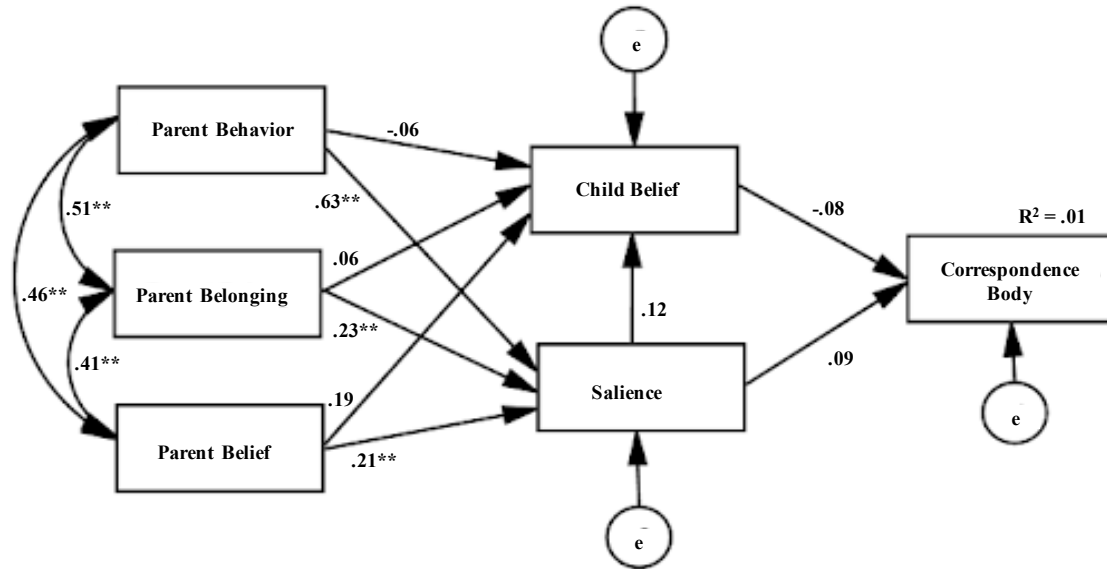 e
Parent Behavior
-.06
Child Belief
.63**
.51**
-.08
R² = .01
.06
Parent Belonging
Correspondence
Body
.46**
.23**
.12
.41**
.09
.19
Salience
Parent Belief
.21**
e
e